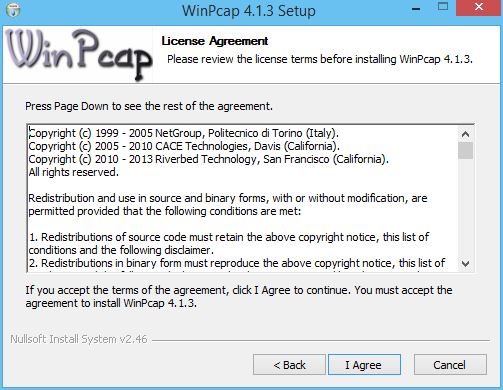 WinPcap 4.1.3 Setup
WinPcap
License Agreement
Please review the license terms before installing WinPcap 4.1.3.
Press Page Down to see the rest of the agreement.
Copyright (c) 1999 - 2005 NetGroup, Politecnico di Torino (Italy).
Copyright (c) 2005 - 2010 CACE Technologies, Davis (California).
Copyright (c) 2010 - 2013 Riverbed Technology, San Francisco (California).
All rights reserved.
Redistribution and use in source and binary forms, with or without modification, are
permitted provided that the following conditions are met:
1. Redistributions of source code must retain the above copyright notice, this list of
conditions and the following disclaimer.
2. Redistributions in binary form must reproduce the above copyright notice, this list of
If you accept the terms of the agreement, click I Agree to continue. You must accept the
agreement to install WinPcap 4.1.3.
Nullsoft Install System v2.46
< Back
I Agree
Cancel